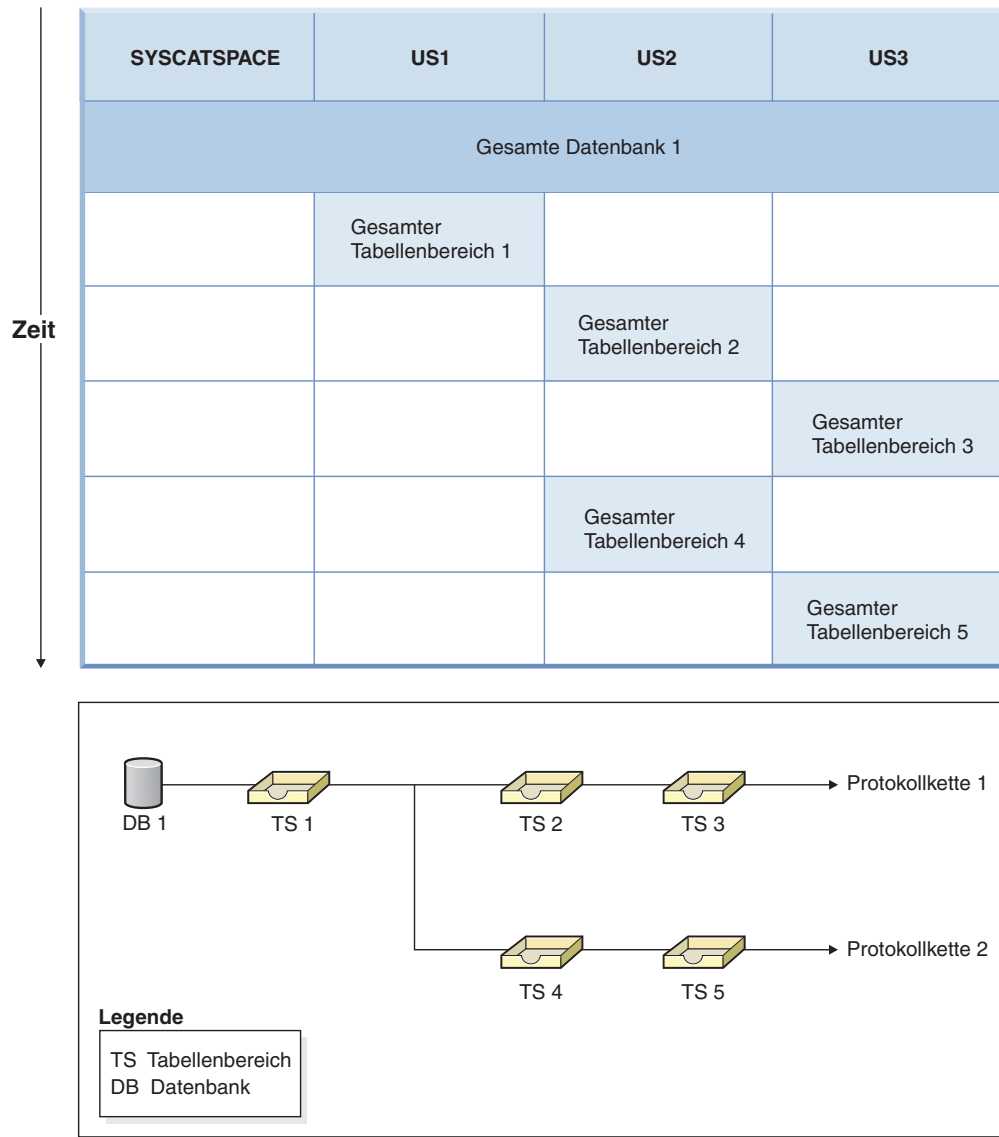 SYSCATSPACE US1 US2 US3
Gesamte Datenbank 1
Gesamter
Tabellenbereich 1
Zeit
Gesamter
Tabellenbereich 2
Gesamter
Tabellenbereich 3
Gesamter
Tabellenbereich 4
Gesamter
Tabellenbereich 5
Protokollkette 1
DB 1 TS 1 TS 2 TS 3
Protokollkette 2
TS 4 TS 5
Legende
TS Tabellenbereich
DB Datenbank